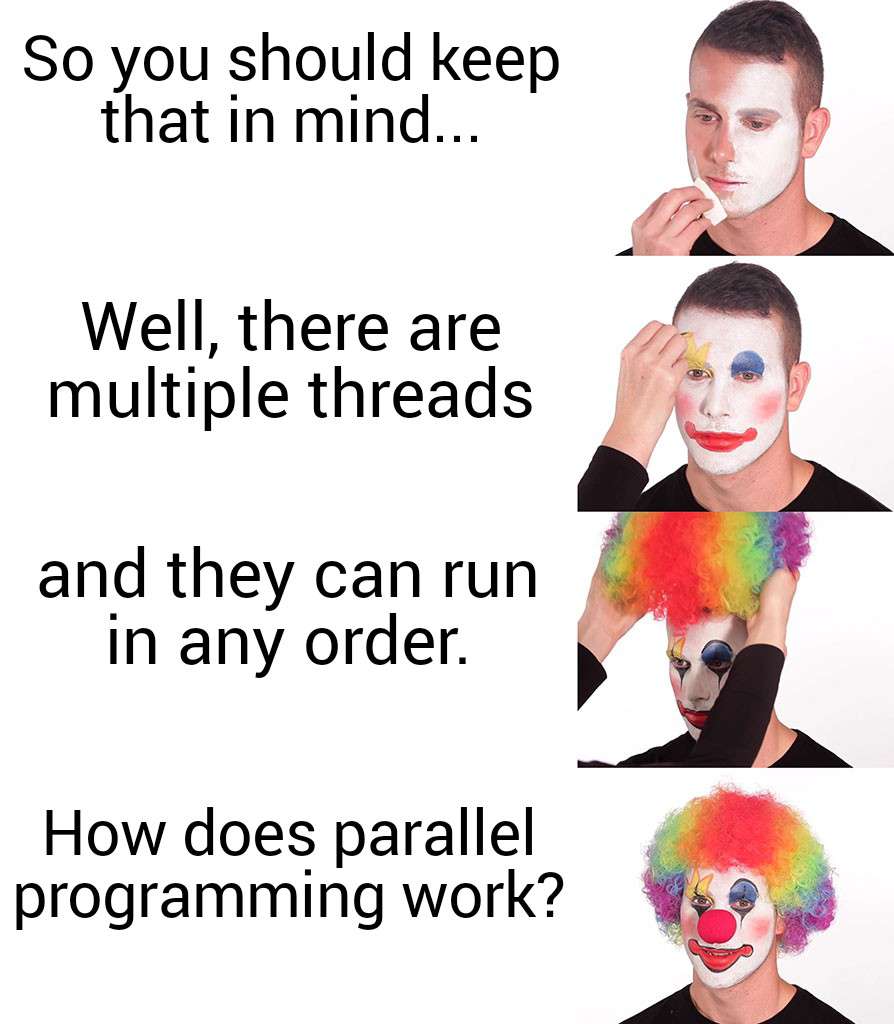 So you should keep
that in mind...
Well, there are
multiple threads
and they can run
in any order.
How does parallel
programming work?